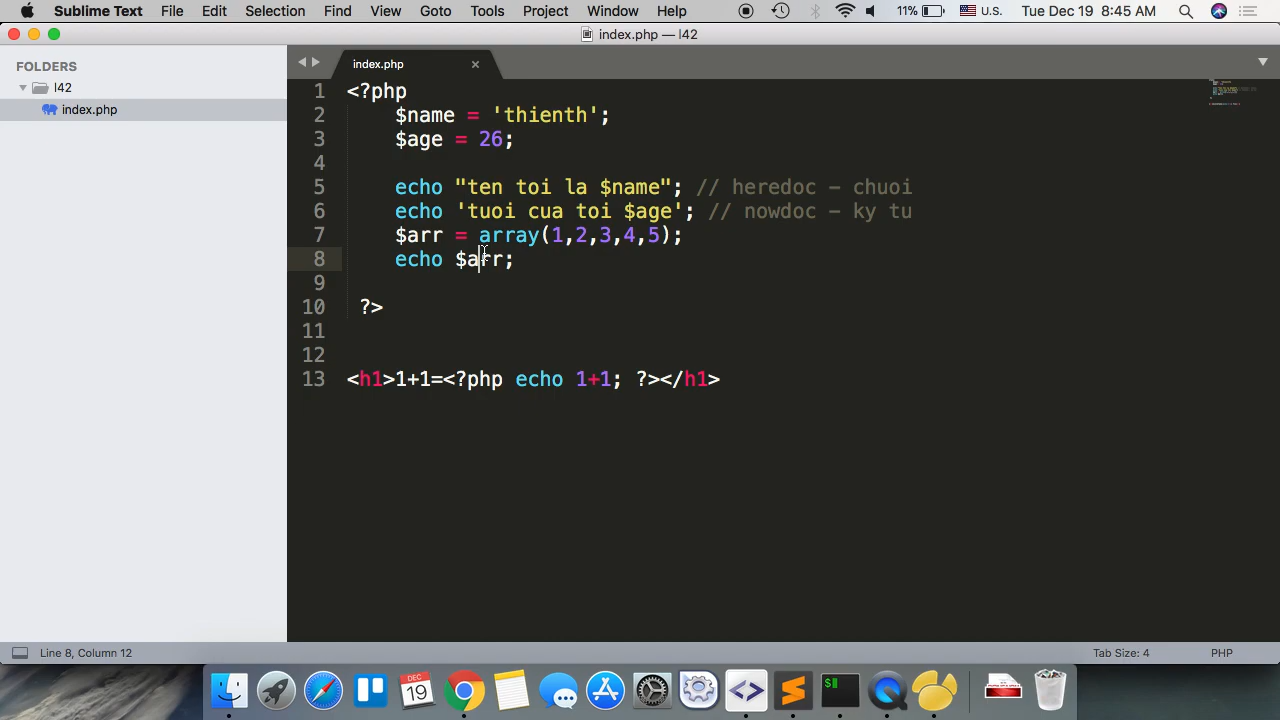 Sublime Text File Edit Selection Find View Goto Tools Project Window Help 11% U.S. Tue Dec 19 8:45 AM
index.php — l42
FOLDERS
l42
index.php
index.php
1 <?php
2 $name = 'thienth';
3 $age = 26;
4
5 echo "ten toi la $name"; // heredoc - chuoi
6 echo 'tuoi cua toi $age'; // nowdoc - ky tu
7 $arr = array(1,2,3,4,5);
8 echo $arr;
9
10 ?>
11
12
13 <h1>1+1=<?php echo 1+1; ?></h1>
Line 8, Column 12 Tab Size: 4 PHP
DEC
19
$